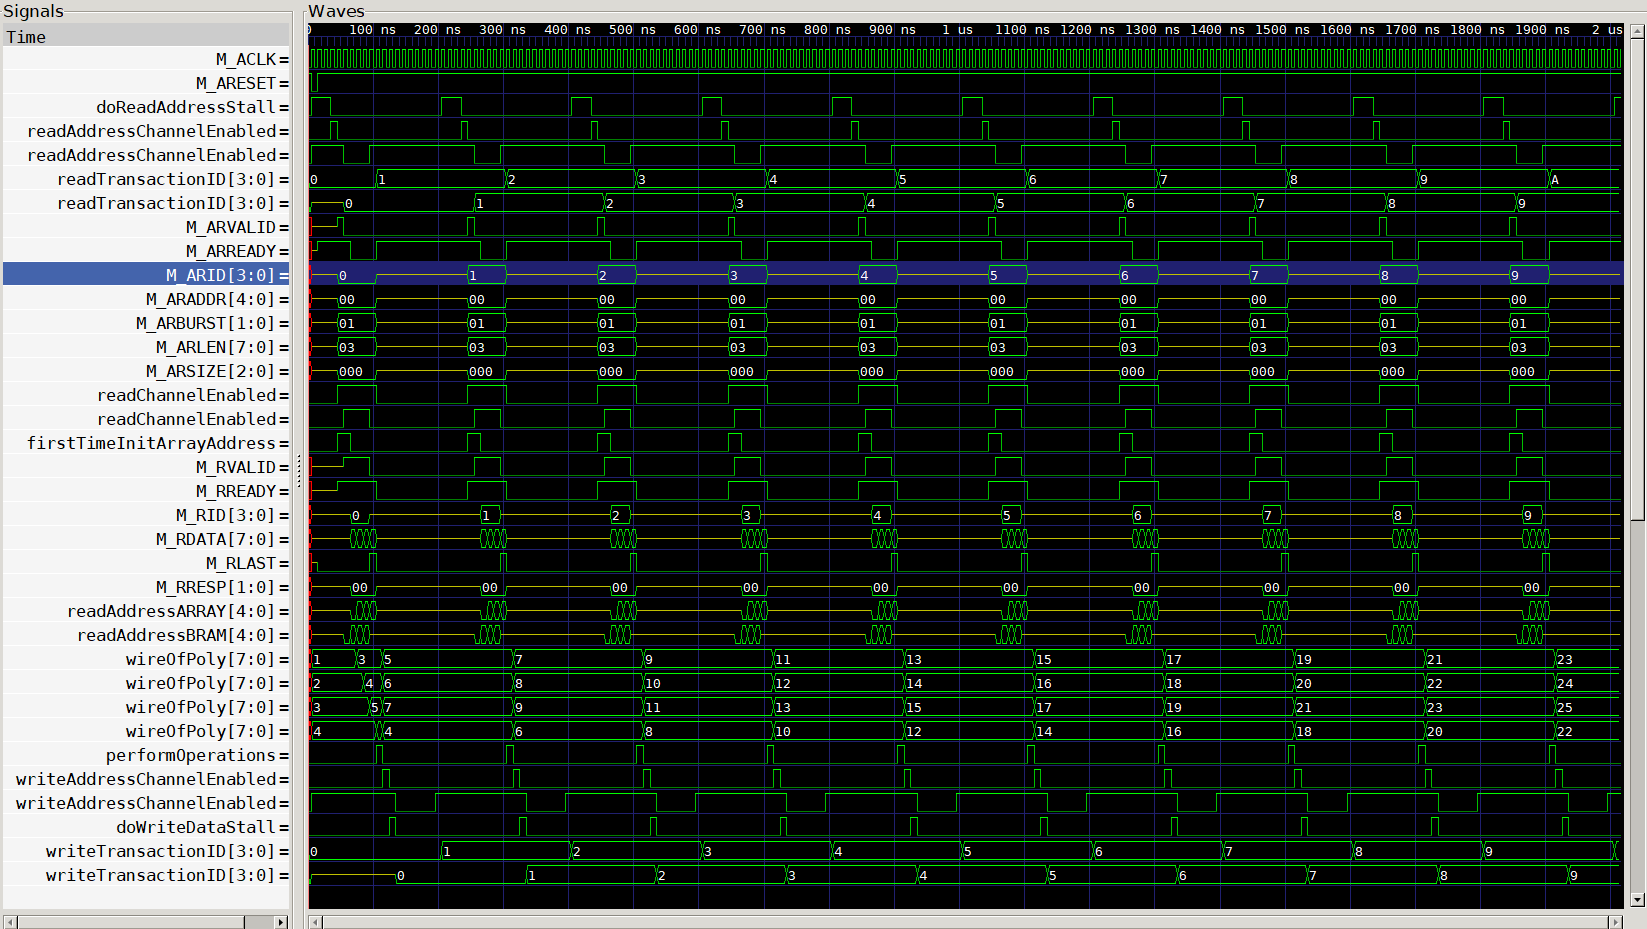 Signals Waves
Time 0 100 ns 200 ns 300 ns 400 ns 500 ns 600 ns 700 ns 800 ns 900 ns 1 us 1100 ns 1200 ns 1300 ns 1400 ns 1500 ns 1600 ns 1700 ns 1800 ns 1900 ns 2 us
M_ACLK=
M_ARESET=
doReadAddressStall=
readAddressChannelEnabled=
readAddressChannelEnabled=
readTransactionID[3:0]= 0 1 2 3 4 5 6 7 8 9 A
readTransactionID[3:0]= 0 1 2 3 4 5 6 7 8 9
M_ARVALID=
M_ARREADY=
M_ARID[3:0]= 0 1 2 3 4 5 6 7 8 9
M_ARADDR[4:0]= 00 00 00 00 00 00 00 00 00 00
M_ARBURST[1:0]= 01 01 01 01 01 01 01 01 01 01
M_ARLEN[7:0]= 03 03 03 03 03 03 03 03 03 03
M_ARSIZE[2:0]= 000 000 000 000 000 000 000 000 000 000
readChannelEnabled=
readChannelEnabled=
firstTimeInitArrayAddress=
M_RVALID=
M_RREADY=
M_RID[3:0]= 0 1 2 3 4 5 6 7 8 9
M_RDATA[7:0]=
M_RLAST=
M_RRESP[1:0]= 00 00 00 00 00 00 00 00 00 00
readAddressARRAY[4:0]=
readAddressBRAM[4:0]=
wireOfPoly[7:0]= 1 3 5 7 9 11 13 15 17 19 21 23
wireOfPoly[7:0]= 2 4 6 8 10 12 14 16 18 20 22 24
wireOfPoly[7:0]= 3 5 7 9 11 13 15 17 19 21 23 25
wireOfPoly[7:0]= 4 4 6 8 10 12 14 16 18 20 22
performOperations=
writeAddressChannelEnabled=
writeAddressChannelEnabled=
doWriteDataStall=
writeTransactionID[3:0]= 0 1 2 3 4 5 6 7 8 9
writeTransactionID[3:0]= 0 1 2 3 4 5 6 7 8 9